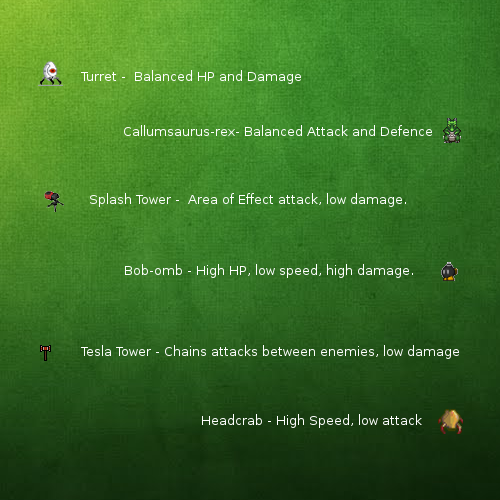 Turret -  Balanced HP and Damage
Callumsaurus-rex- Balanced Attack and Defence
Splash Tower -  Area of Effect attack, low damage.
Bob-omb - High HP, low speed, high damage.
Tesla Tower - Chains attacks between enemies, low damage
Headcrab - High Speed, low attack